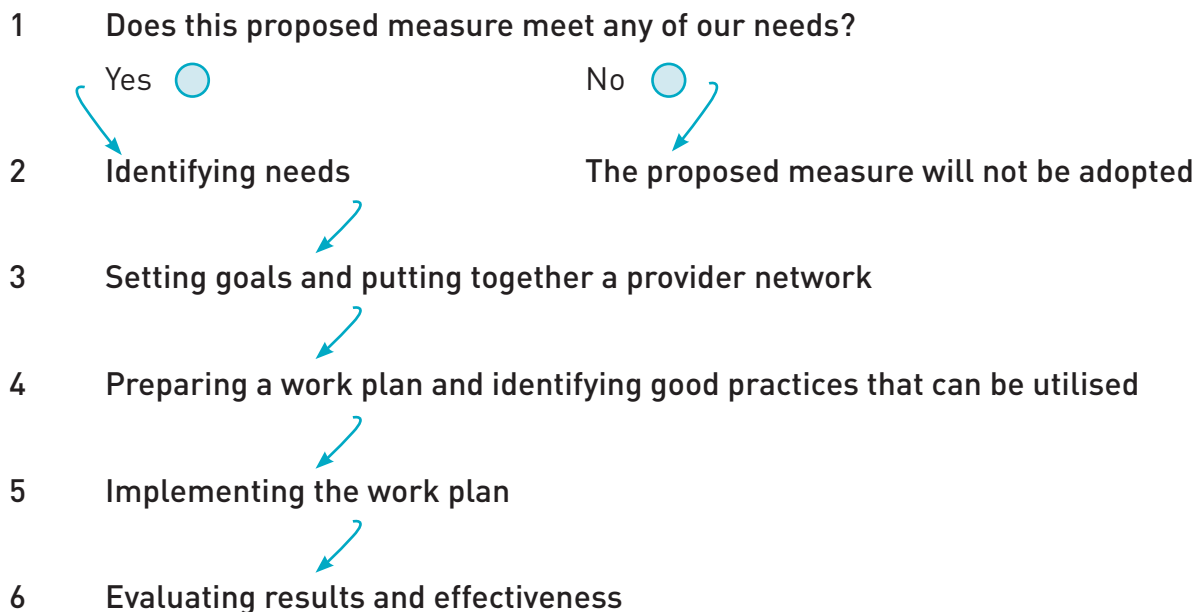 1 Does this proposed measure meet any of our needs?
Yes No
2 Identifying needs The proposed measure will not be adopted
3 Setting goals and putting together a provider network
4 Preparing a work plan and identifying good practices that can be utilised
5 Implementing the work plan
6 Evaluating results and effectiveness